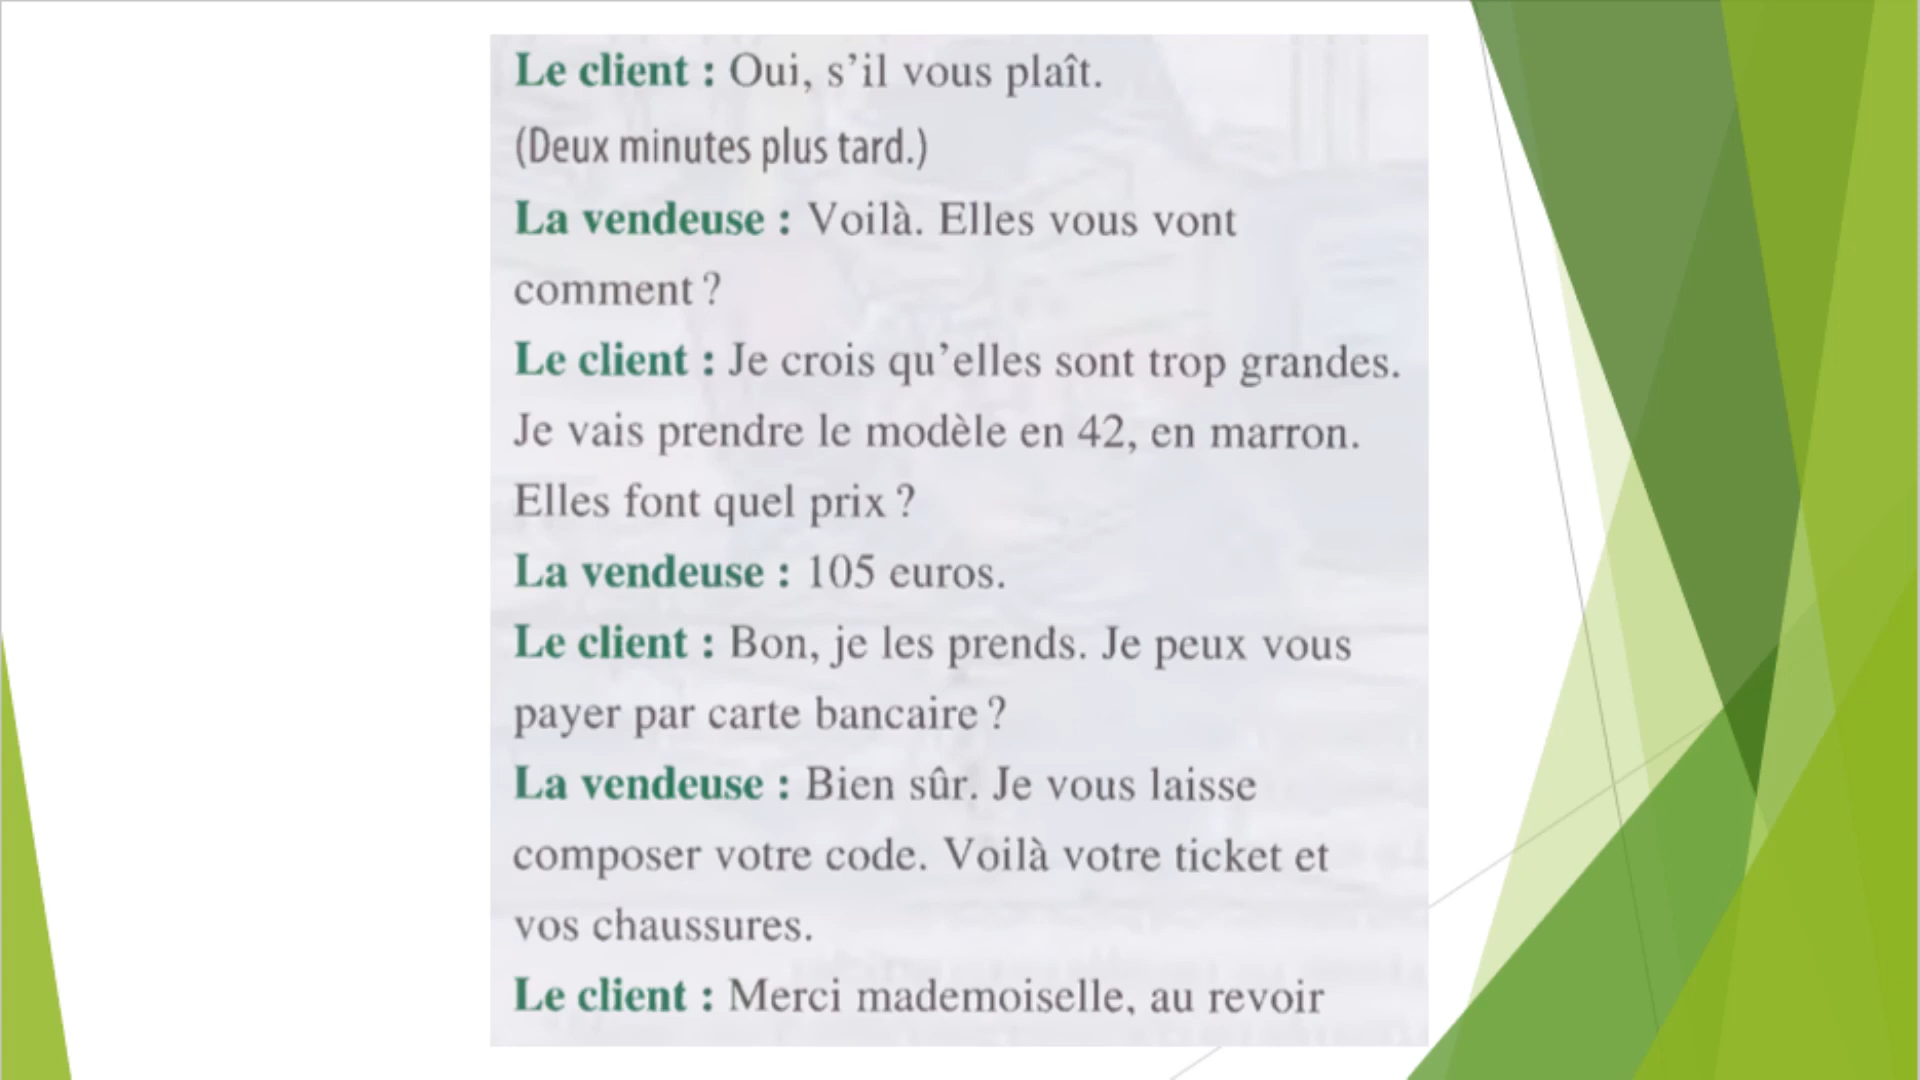 Le client : Oui, s’il vous plaît.
(Deux minutes plus tard.)
La vendeuse : Voilà. Elles vous vont
comment ?
Le client : Je crois qu’elles sont trop grandes.
Je vais prendre le modèle en 42, en marron.
Elles font quel prix ?
La vendeuse : 105 euros.
Le client : Bon, je les prends. Je peux vous
payer par carte bancaire ?
La vendeuse : Bien sûr. Je vous laisse
composer votre code. Voilà votre ticket et
vos chaussures.
Le client : Merci mademoiselle, au revoir